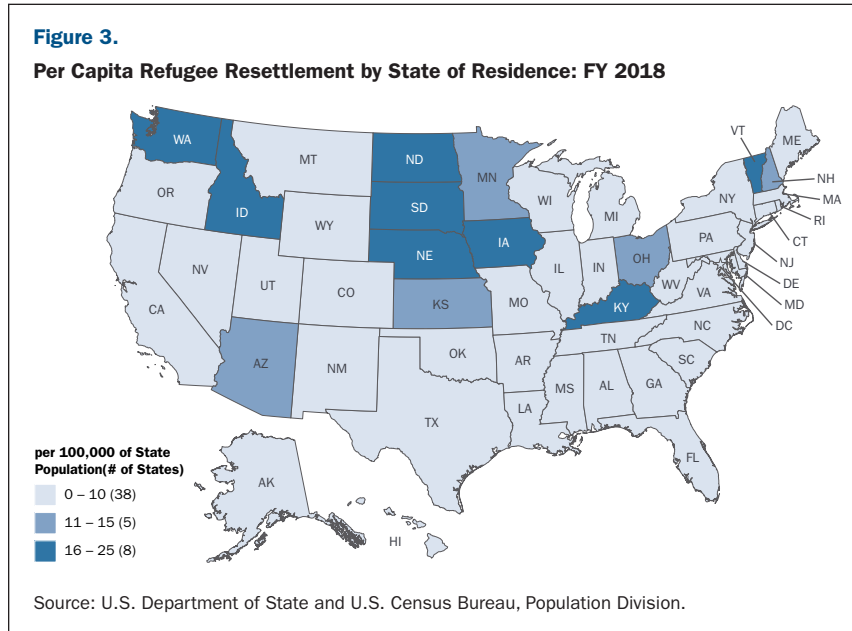 Figure 3.
Per Capita Refugee Resettlement by State of Residence: FY 2018
WA
MT
ND
MN
VT
ME
OR
ID
SD
WI
NY
NH
MA
WY
MI
RI
NE
IA
PA
CT
NV
UT
CO
IL
IN
OH
NJ
CA
KS
MO
WV
VA
DE
MD
KY
DC
AZ
NM
OK
AR
TN
NC
SC
TX
MS
AL
GA
LA
FL
AK
HI
per 100,000 of State
Population(# of States)
0 – 10 (38)
11 – 15 (5)
16 – 25 (8)
Source: U.S. Department of State and U.S. Census Bureau, Population Division.